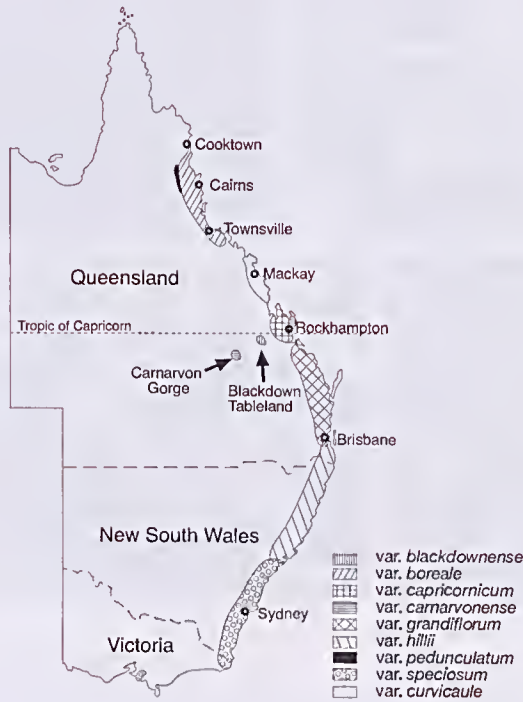 Cooktown
Cairns
Townsville
Queensland
Mackay
Tropic of Capricorn
Rockhampton
Carnarvon
Gorge
Blackdown
Tableland
Brisbane
New South Wales
Sydney
Victoria
var. blackdownense
var. boreale
var. capricornicum
var. carnarvonense
var. grandiflorum
var. hillii
var. pedunculatum
var. speciosum
var. curvicaule